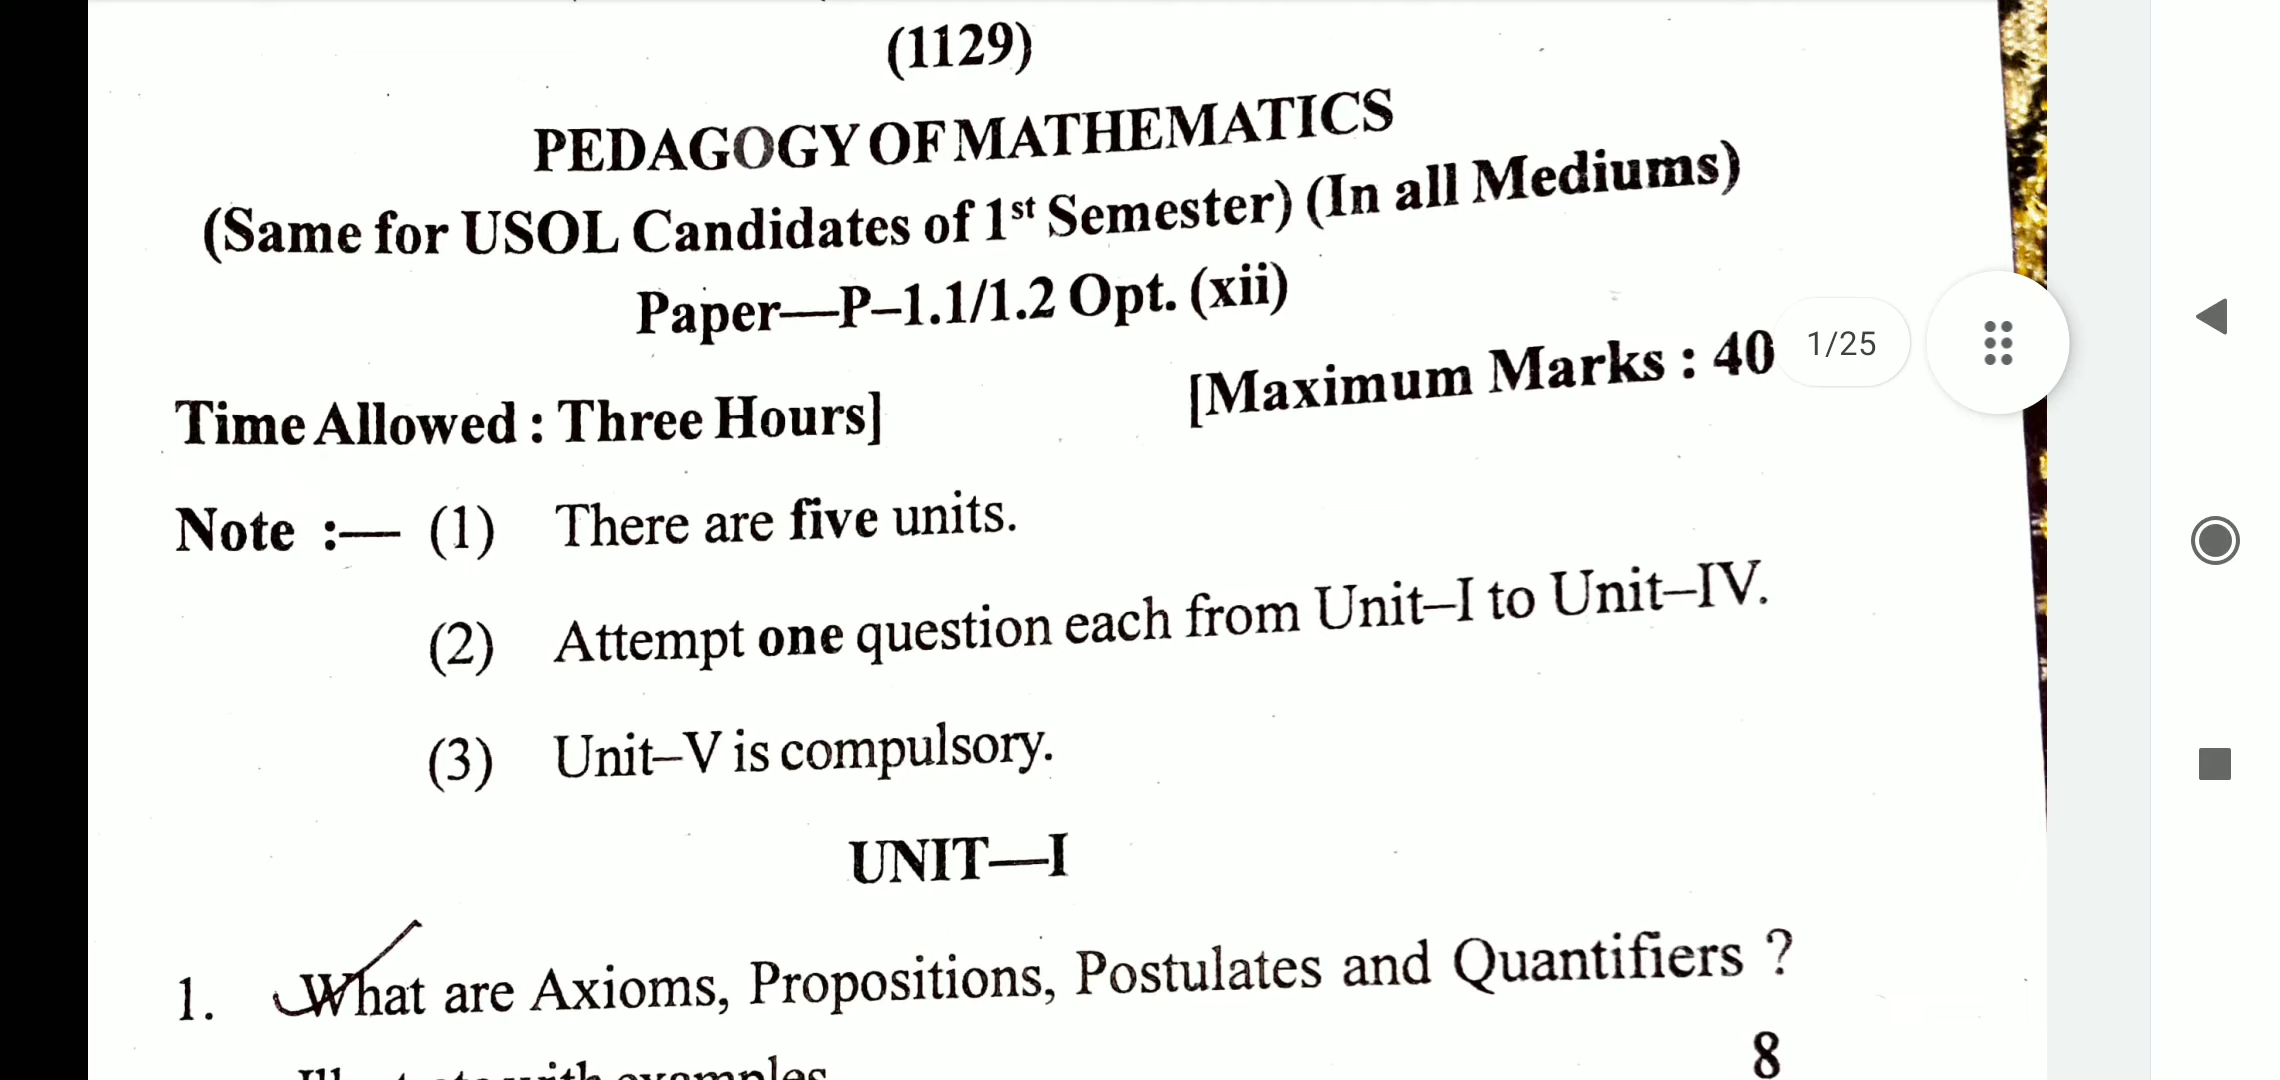 (1129)
PEDAGOGY OF MATHEMATICS
(Same for USOL Candidates of 1st Semester) (In all Mediums)
Paper—P–1.1/1.2 Opt. (xii)
Time Allowed : Three Hours] [Maximum Marks : 40
1/25
Note :— (1) There are five units.
(2) Attempt one question each from Unit–I to Unit–IV.
(3) Unit–V is compulsory.
UNIT—I
1. What are Axioms, Propositions, Postulates and Quantifiers ?
with examples 8